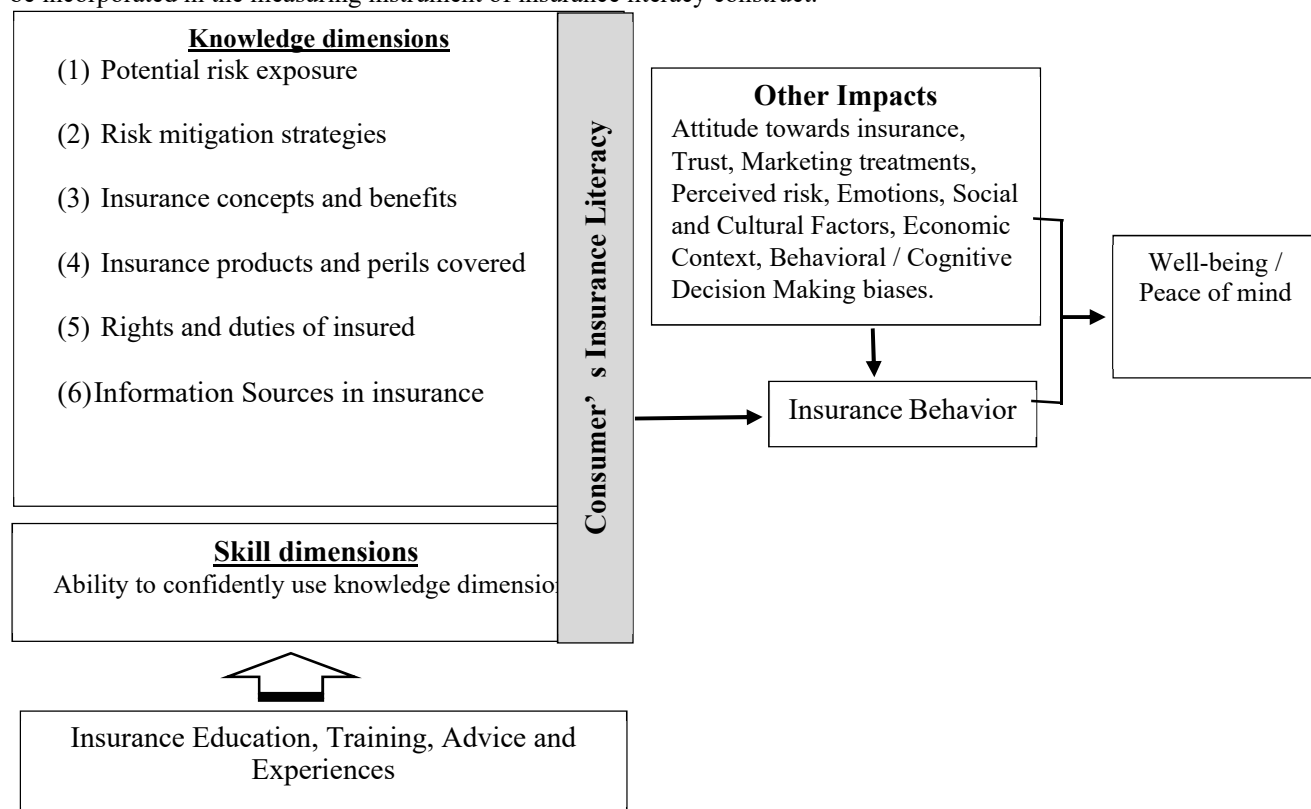 be incorporated in the measuring instrument of insurance literacy construct.
Knowledge dimensions
(1) Potential risk exposure
(2) Risk mitigation strategies
(3) Insurance concepts and benefits
(4) Insurance products and perils covered
(5) Rights and duties of insured
(6)Information Sources in insurance
Skill dimensions
Ability to confidently use knowledge dimensio
Consumer’ s Insurance Literacy
Other Impacts
Attitude towards insurance,
Trust, Marketing treatments,
Perceived risk, Emotions, Social
and Cultural Factors, Economic
Context, Behavioral / Cognitive
Decision Making biases.
Insurance Behavior
Well-being /
Peace of mind
Insurance Education, Training, Advice and
Experiences